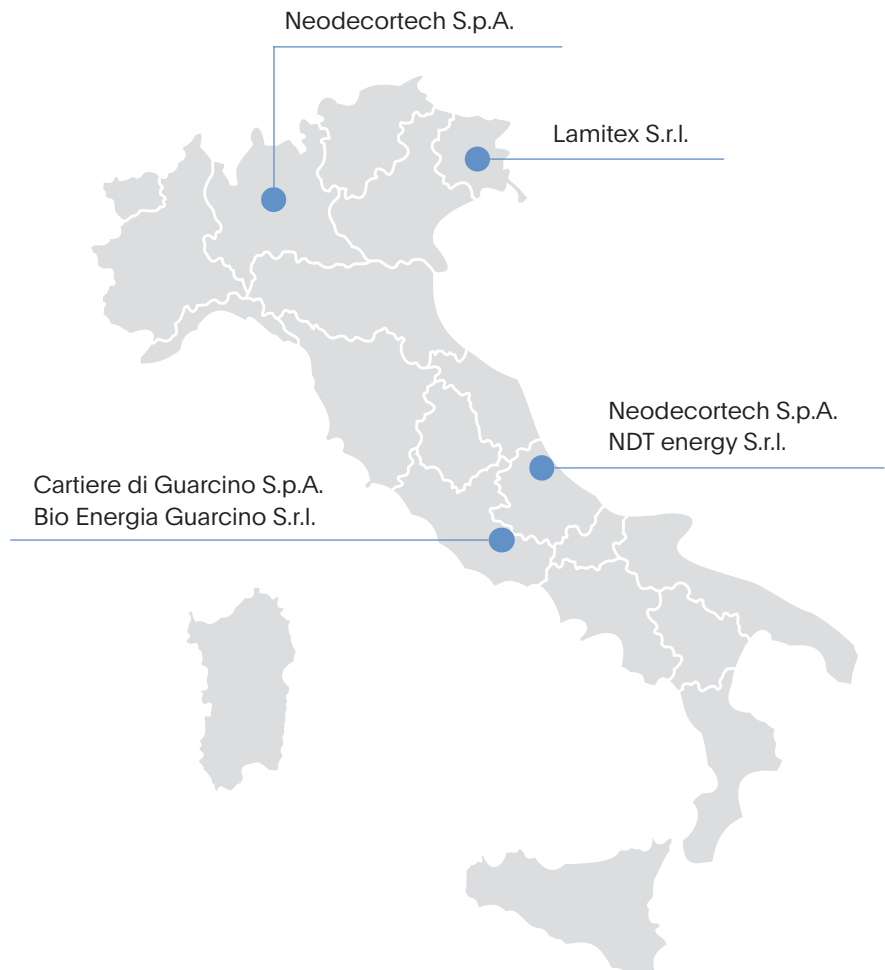 Neodecortech S.p.A.
Lamitex S.r.l.
Neodecortech S.p.A.
NDT energy S.r.l.
Cartiere di Guarcino S.p.A.
Bio Energia Guarcino S.r.l.